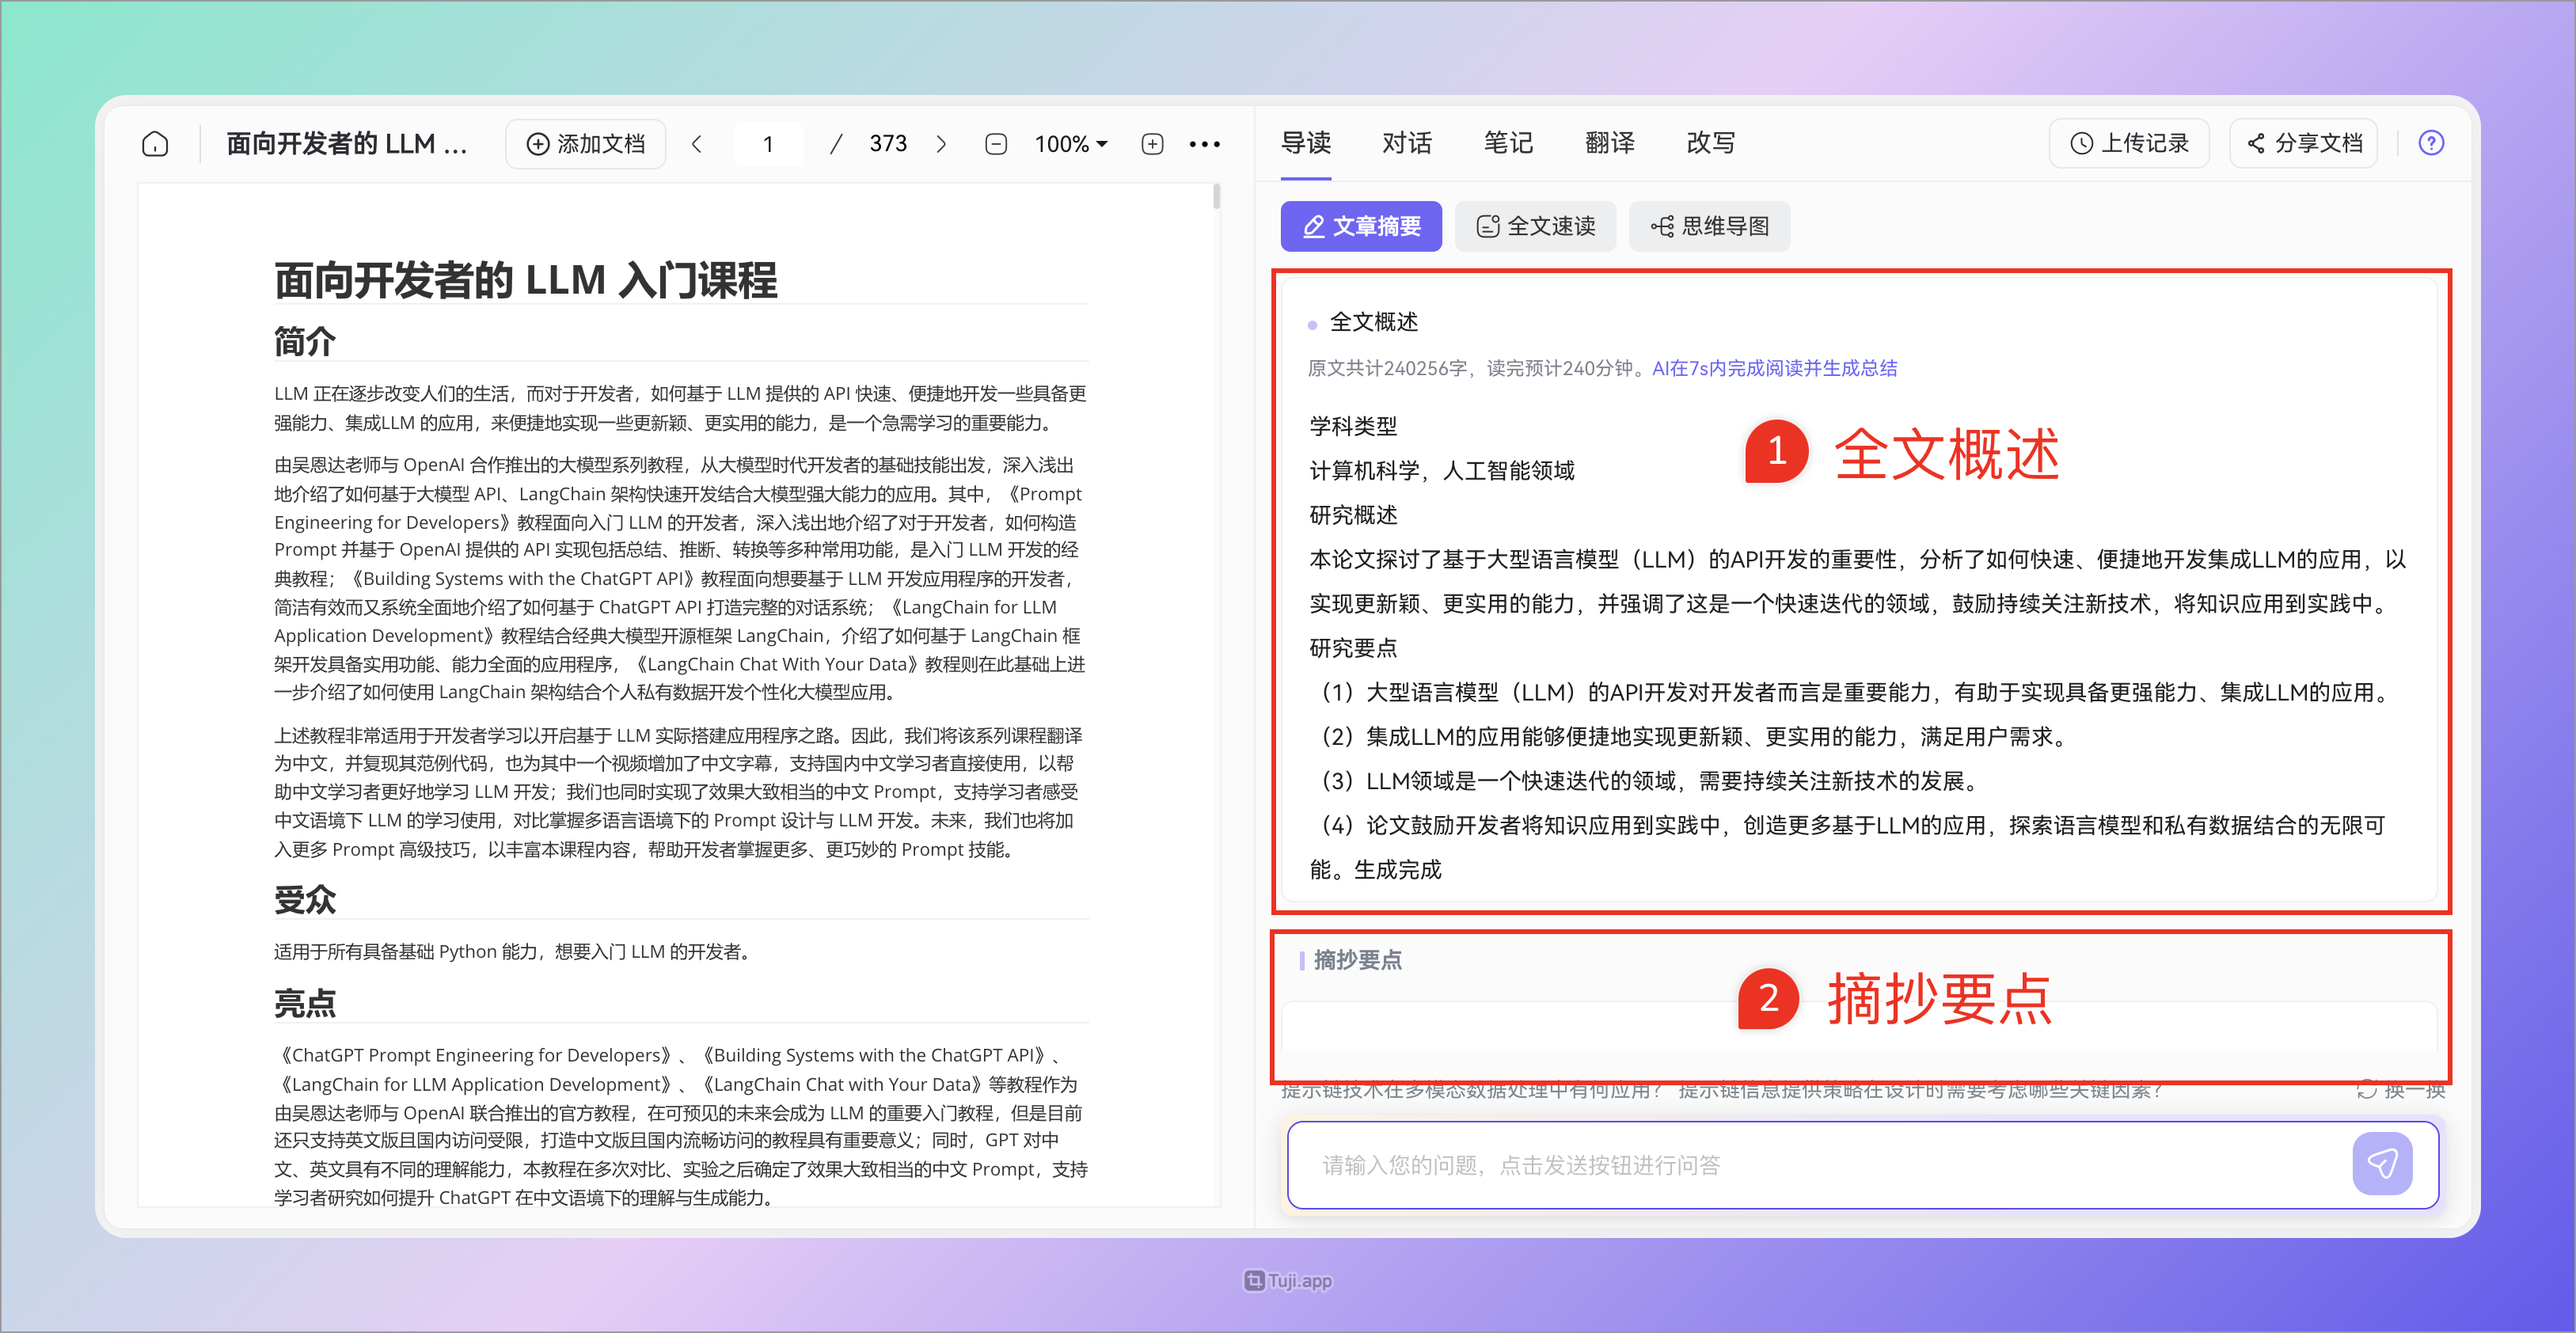 面向开发者的 LLM ...
添加文档
1 / 373
100%
导读 对话 笔记 翻译 改写
上传记录
分享文档
面向开发者的 LLM 入门课程
简介
LLM 正在逐步改变人们的生活，而对于开发者，如何基于 LLM 提供的 API 快速、便捷地开发一些具备更
强能力、集成LLM 的应用，来便捷地实现一些更新颖、更实用的能力，是一个急需学习的重要能力。
由吴恩达老师与 OpenAI 合作推出的大模型系列教程，从大模型时代开发者的基础技能出发，深入浅出
地介绍了如何基于大模型 API、LangChain 架构快速开发结合大模型强大能力的应用。其中，《Prompt
Engineering for Developers》教程面向入门 LLM 的开发者，深入浅出地介绍了对于开发者，如何构造
Prompt 并基于 OpenAI 提供的 API 实现包括总结、推断、转换等多种常用功能，是入门 LLM 开发的经
典教程；《Building Systems with the ChatGPT API》教程面向想要基于 LLM 开发应用程序的开发者，
简洁有效而又系统全面地介绍了如何基于 ChatGPT API 打造完整的对话系统；《LangChain for LLM
Application Development》教程结合经典大模型开源框架 LangChain，介绍了如何基于 LangChain 框
架开发具备实用功能、能力全面的应用程序，《LangChain Chat With Your Data》教程则在此基础上进
一步介绍了如何使用 LangChain 架构结合个人私有数据开发个性化大模型应用。
上述教程非常适用于开发者学习以开启基于 LLM 实际搭建应用程序之路。因此，我们将该系列课程翻译
为中文，并复现其范例代码，也为其中一个视频增加了中文字幕，支持国内中文学习者直接使用，以帮
助中文学习者更好地学习 LLM 开发；我们也同时实现了效果大致相当的中文 Prompt，支持学习者感受
中文语境下 LLM 的学习使用，对比掌握多语言语境下的 Prompt 设计与 LLM 开发。未来，我们也将加
入更多 Prompt 高级技巧，以丰富本课程内容，帮助开发者掌握更多、更巧妙的 Prompt 技能。
受众
适用于所有具备基础 Python 能力，想要入门 LLM 的开发者。
亮点
《ChatGPT Prompt Engineering for Developers》、《Building Systems with the ChatGPT API》、
《LangChain for LLM Application Development》、《LangChain Chat with Your Data》等教程作为
由吴恩达老师与 OpenAI 联合推出的官方教程，在可预见的未来会成为 LLM 的重要入门教程，但是目前
还只支持英文版且国内访问受限，打造中文版且国内流畅访问的教程具有重要意义；同时，GPT 对中
文、英文具有不同的理解能力，本教程在多次对比、实验之后确定了效果大致相当的中文 Prompt，支持
学习者研究如何提升 ChatGPT 在中文语境下的理解与生成能力。
文章摘要 全文速读 思维导图
全文概述
原文共计240256字，读完预计240分钟。AI在7s内完成阅读并生成总结
学科类型
1 全文概述
计算机科学，人工智能领域
研究概述
本论文探讨了基于大型语言模型（LLM）的API开发的重要性，分析了如何快速、便捷地开发集成LLM的应用，以
实现更新颖、更实用的能力，并强调了这是一个快速迭代的领域，鼓励持续关注新技术，将知识应用到实践中。
研究要点
（1）大型语言模型（LLM）的API开发对开发者而言是重要能力，有助于实现具备更强能力、集成LLM的应用。
（2）集成LLM的应用能够便捷地实现更新颖、更实用的能力，满足用户需求。
（3）LLM领域是一个快速迭代的领域，需要持续关注新技术的发展。
（4）论文鼓励开发者将知识应用到实践中，创造更多基于LLM的应用，探索语言模型和私有数据结合的无限可
能。生成完成
摘抄要点
2 摘抄要点
提示链技术在多模态数据处理中有何应用？ 提示链信息提供策略在设计时需要考虑哪些关键因素？ 换一换
请输入您的问题，点击发送按钮进行问答
Tuji.app